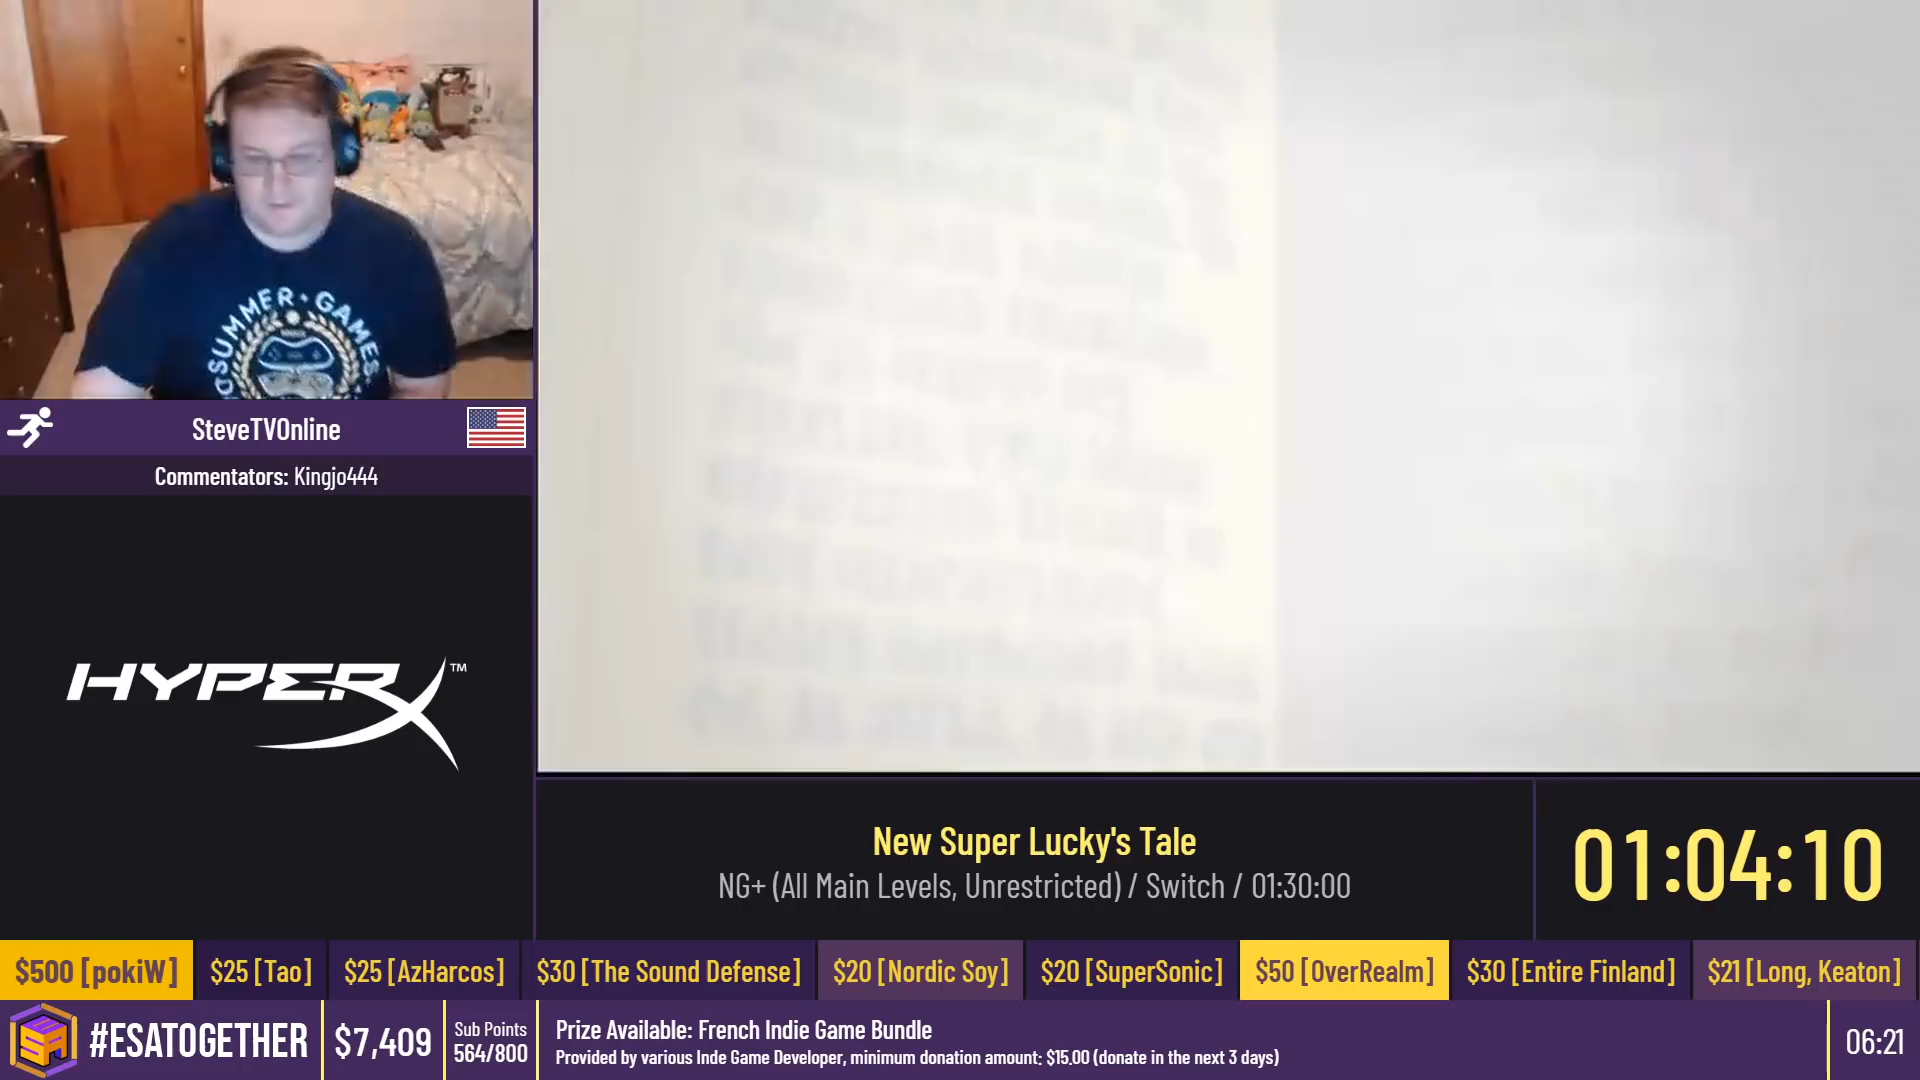 SUMMER GAMES
SteveTVOnline
Commentators: Kingjo444
HYPERX™
New Super Lucky's Tale
NG+ (All Main Levels, Unrestricted) / Switch / 01:30:00
01:04:10
$500 [pokiW] $25 [Tao] $25 [AzHarcos] $30 [The Sound Defense] $20 [Nordic Soy] $20 [SuperSonic] $50 [OverRealm] $30 [Entire Finland] $21 [Long, Keaton]
#ESATOGETHER
$7,409
Sub Points
564/800
Prize Available: French Indie Game Bundle
Provided by various Inde Game Developer, minimum donation amount: $15.00 (donate in the next 3 days)
06:21